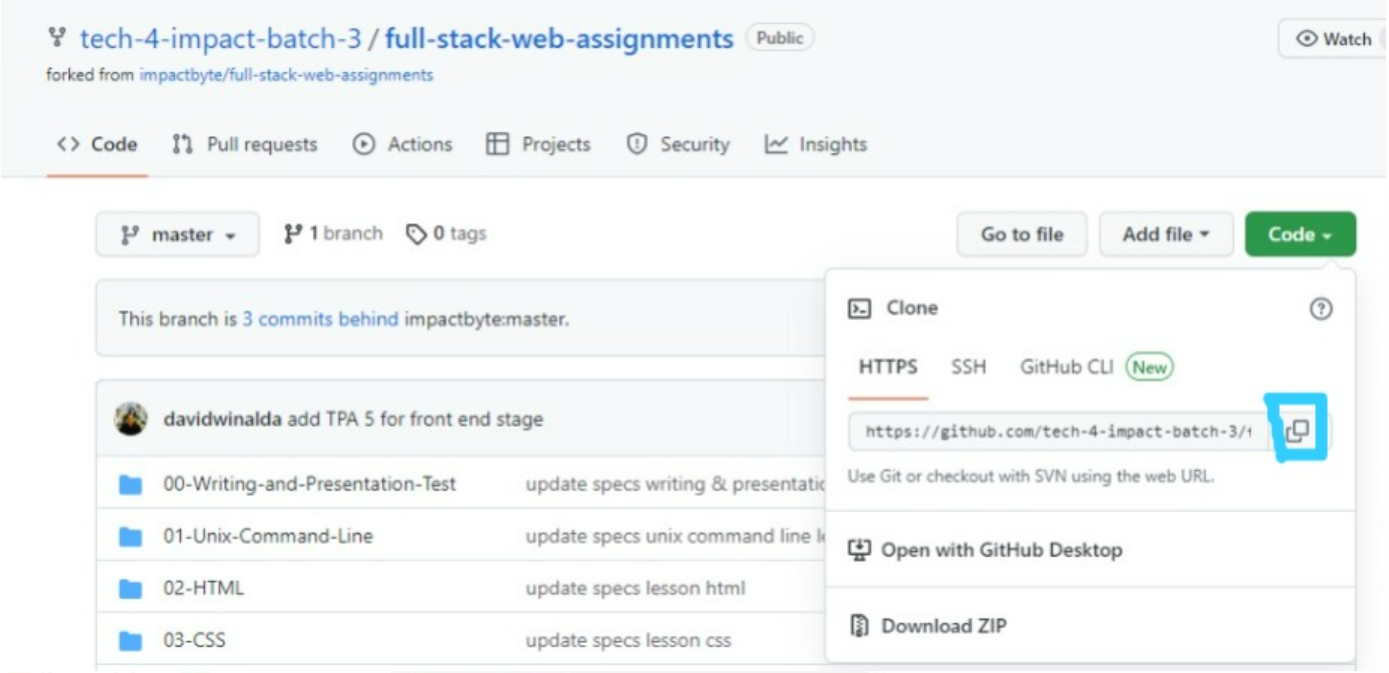 tech-4-impact-batch-3 / full-stack-web-assignments Public Watch
forked from impactbyte/full-stack-web-assignments
Code Pull requests Actions Projects Security Insights
master 1 branch 0 tags Go to file Add file Code
This branch is 3 commits behind impactbyte:master.
Clone
HTTPS SSH GitHub CLI New
https://github.com/tech-4-impact-batch-3/
Use Git or checkout with SVN using the web URL.
Open with GitHub Desktop
Download ZIP
davidwinalda add TPA 5 for front end stage
00-Writing-and-Presentation-Test update specs writing &
01-Unix-Command-Line update specs unix command line
02-HTML update specs lesson html
03-CSS update specs lesson css